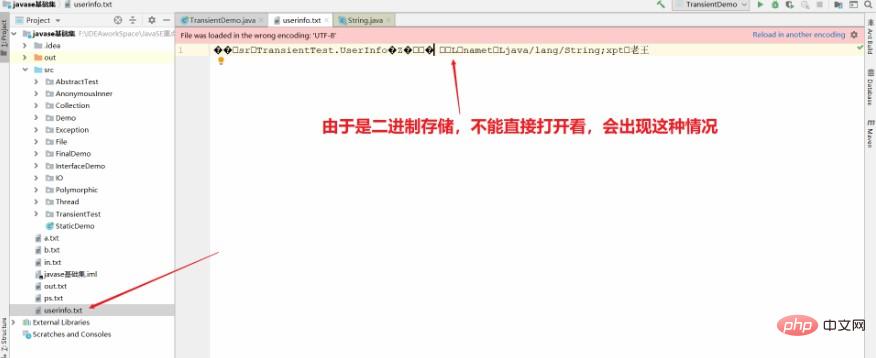 javase基础集
TransientDemo
Project
TransientDemo.java
userinfo.txt
String.java
1: Project
javase基础集 F:\IDEAworkSpace\JavaSE重点
File was loaded in the wrong encoding: 'UTF-8'
Reload in another encoding
.idea
1
��□sr□TransientTest.UserInfo�Z�□□� □□L□namet□Ljava/lang/String;xpt□老王
out
src
AbstractTest
AnonymousInner
Collection
Demo
Exception
File
FinalDemo
InterfaceDemo
IO
Polymorphic
Thread
TransientTest
StaticDemo
a.txt
b.txt
in.txt
javase基础集.iml
out.txt
ps.txt
userinfo.txt
External Libraries
Scratches and Consoles
由于是二进制存储，不能直接打开看，会出现这种情况
Ant Build
Database
Maven
Z: Structure
php 中文网